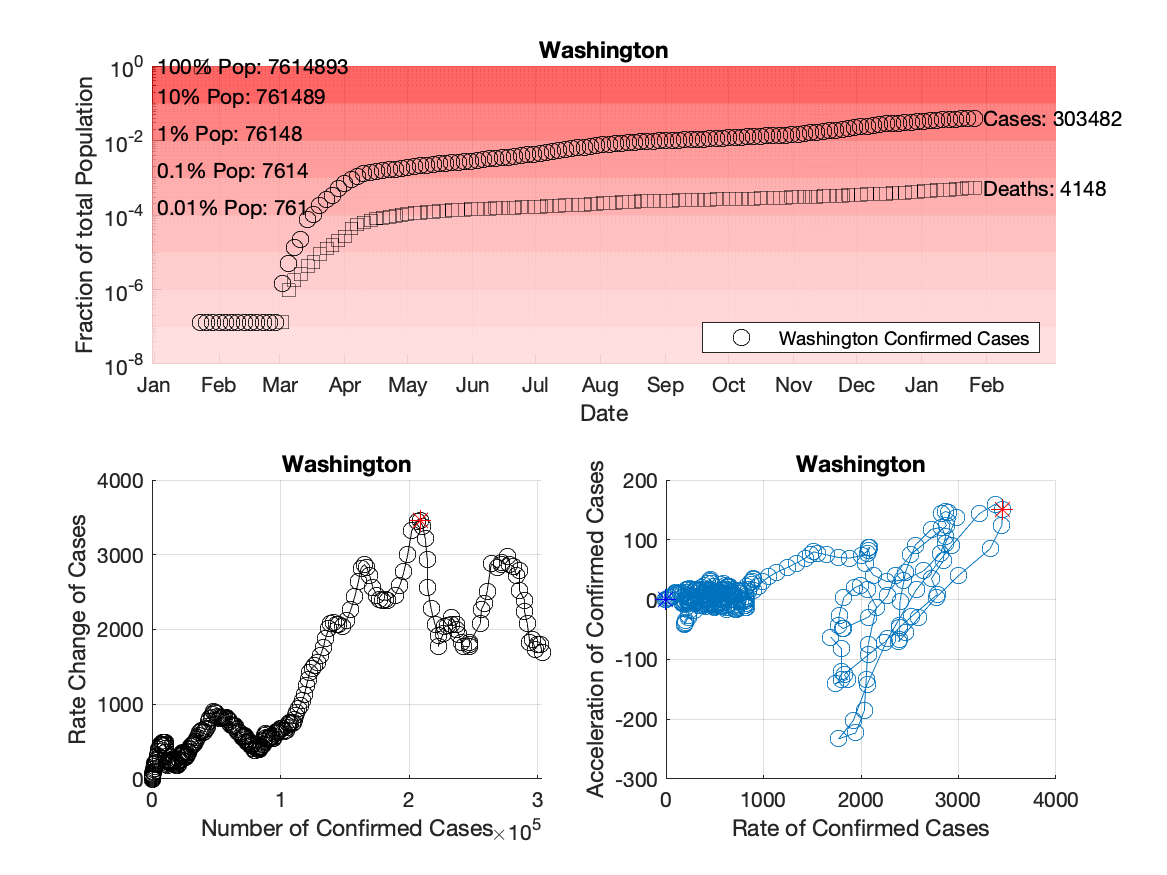 Washington
10^0
10^-2
10^-4
10^-6
10^-8
Fraction of total Population
100% Pop: 7614893
10% Pop: 761489
1% Pop: 76148
0.1% Pop: 7614
0.01% Pop: 761
Cases: 303482
Deaths: 4148
Washington Confirmed Cases
Jan Feb Mar Apr May Jun Jul Aug Sep Oct Nov Dec Jan Feb
Date
Washington
4000
3000
2000
1000
0
Rate Change of Cases
0 1 2 3
Number of Confirmed Cases
×10^5
Washington
200
100
0
-100
-200
-300
Acceleration of Confirmed Cases
0 1000 2000 3000 4000
Rate of Confirmed Cases